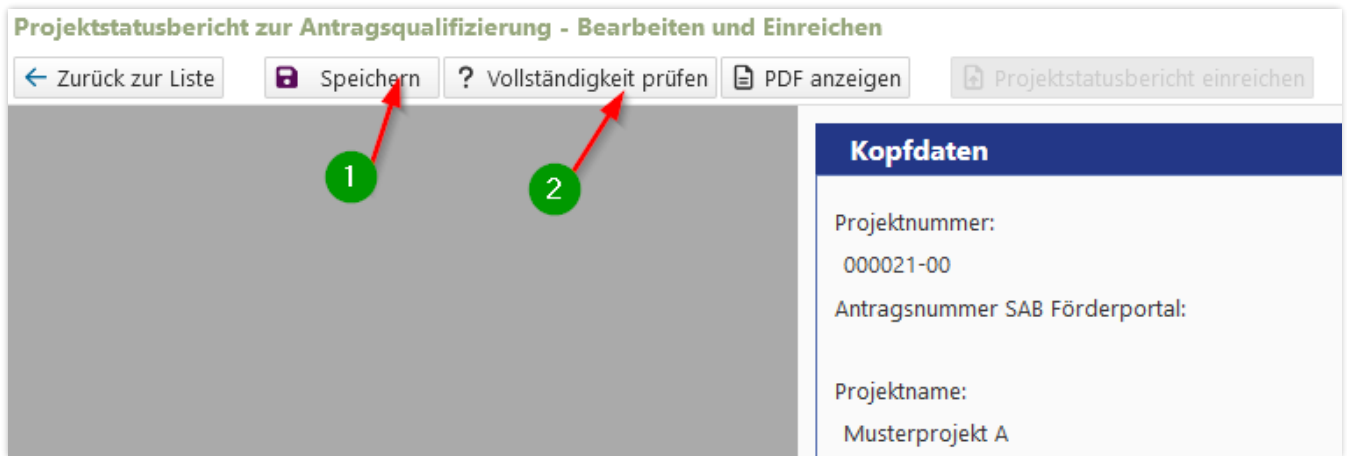 Projektstatusbericht zur Antragsqualifizierung - Bearbeiten und Einreichen
← Zurück zur Liste Speichern ? Vollständigkeit prüfen PDF anzeigen Projektstatusbericht einreichen
1
2
Kopfdaten
Projektnummer:
000021-00
Antragsnummer SAB Förderportal:
Projektname:
Musterprojekt A